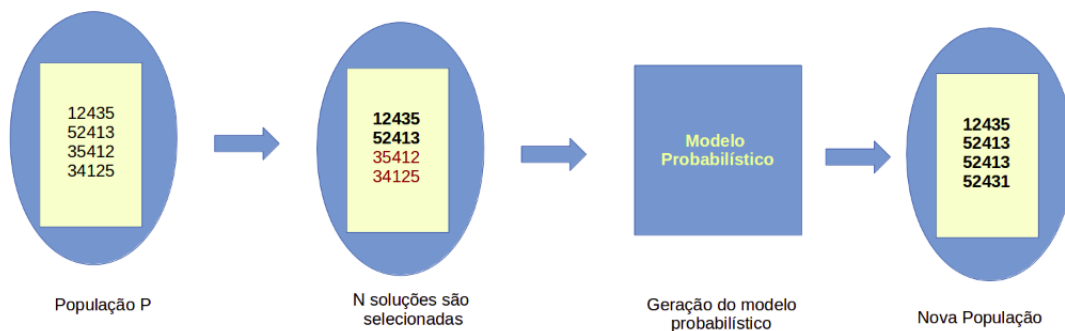 12435
52413
35412
34125
População P
12435
52413
35412
34125
N soluções são
selecionadas
Modelo
Probabilístico
Geração do modelo
probabilístico
12435
52413
52413
52431
Nova População